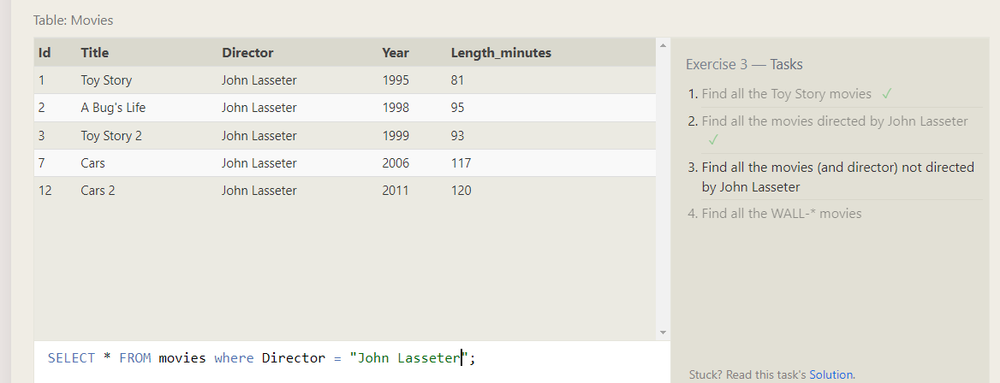 Table: Movies
Id Title Director Year Length_minutes
1 Toy Story John Lasseter 1995 81
2 A Bug's Life John Lasseter 1998 95
3 Toy Story 2 John Lasseter 1999 93
7 Cars John Lasseter 2006 117
12 Cars 2 John Lasseter 2011 120
SELECT * FROM movies where Director = "John Lasseter";
Exercise 3 — Tasks
1. Find all the Toy Story movies ✓
2. Find all the movies directed by John Lasseter
✓
3. Find all the movies (and director) not directed
by John Lasseter
4. Find all the WALL-* movies
Stuck? Read this task's Solution.